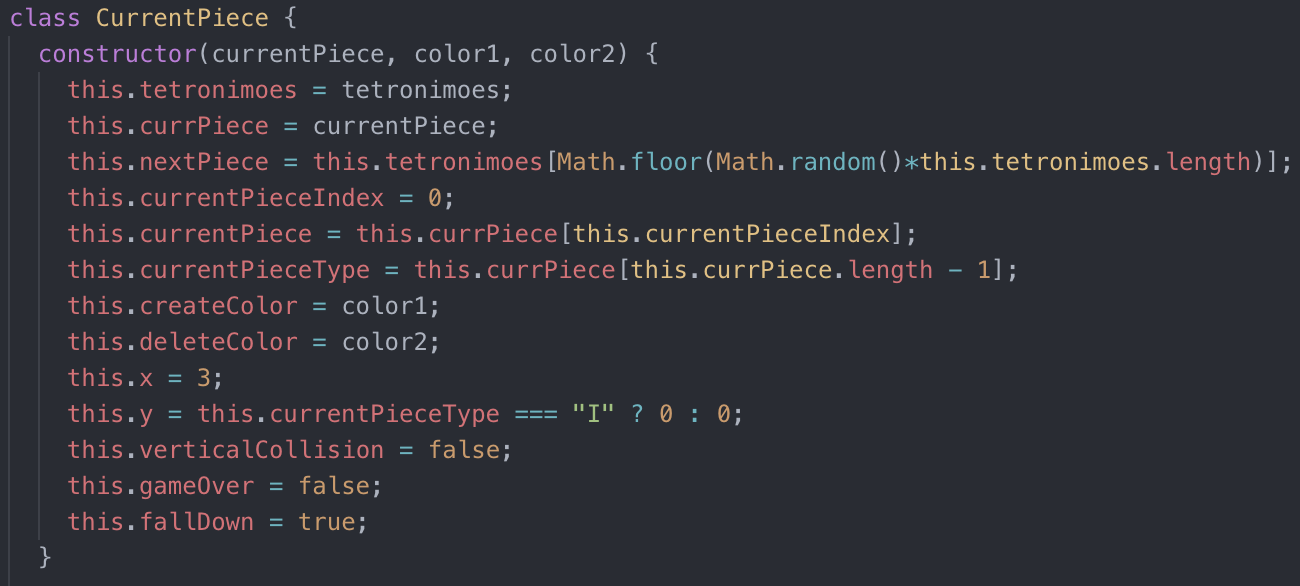 class CurrentPiece {
constructor(currentPiece, color1, color2) {
this.tetronimoes = tetronimoes;
this.currPiece = currentPiece;
this.nextPiece = this.tetronimoes[Math.floor(Math.random()*this.tetronimoes.length)];
this.currentPieceIndex = 0;
this.currentPiece = this.currPiece[this.currentPieceIndex];
this.currentPieceType = this.currPiece[this.currPiece.length - 1];
this.createColor = color1;
this.deleteColor = color2;
this.x = 3;
this.y = this.currentPieceType === "I" ? 0 : 0;
this.verticalCollision = false;
this.gameOver = false;
this.fallDown = true;
}